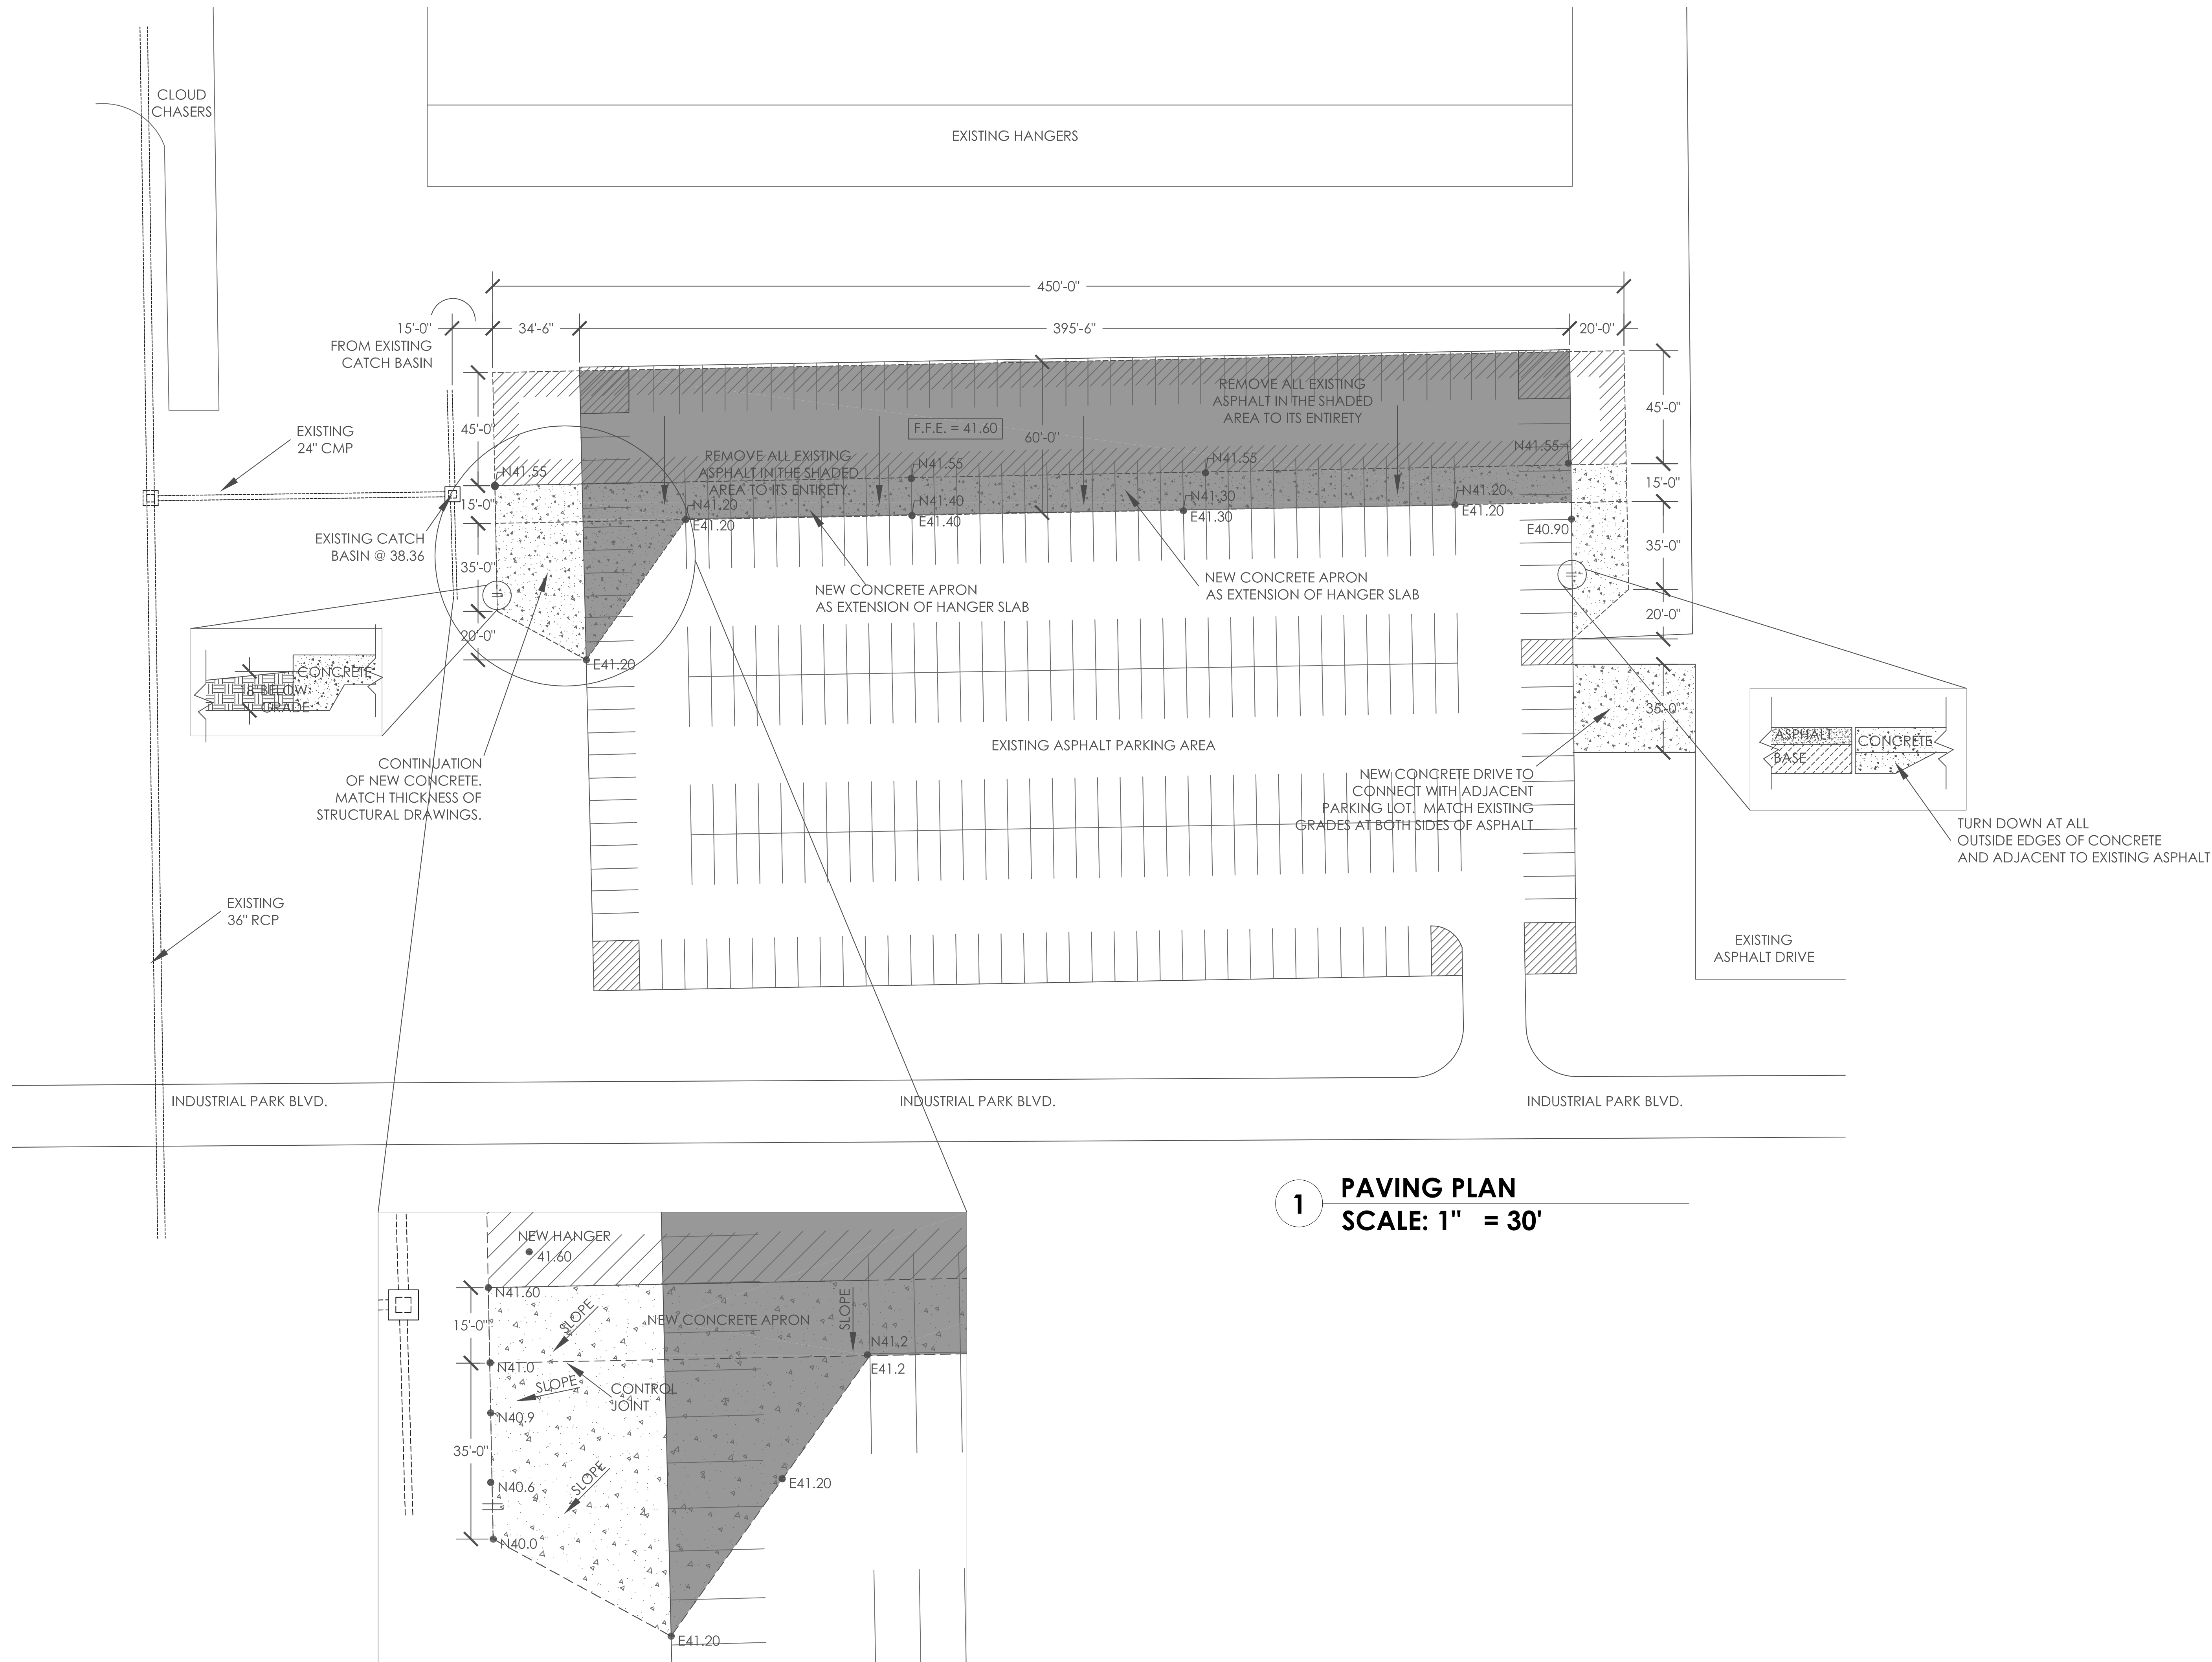 CLOUD
CHASERS
EXISTING HANGERS
450'-0"
15'-0"
FROM EXISTING
CATCH BASIN
34'-6"
395'-6"
20'-0"
REMOVE ALL EXISTING
ASPHALT IN THE SHADED
AREA TO ITS ENTIRETY
45'-0"
45'-0"
F.F.E. = 41.60
60'-0"
EXISTING
24" CMP
REMOVE ALL EXISTING
ASPHALT IN THE SHADED
AREA TO ITS ENTIRETY
N41.55
N41.55
N41.55
N41.55
15'-0"
15'-0"
N41.20
E41.20
N41.40
E41.40
N41.30
E41.30
N41.20
E41.20
E40.90
EXISTING CATCH
BASIN @ 38.36
35'-0"
35'-0"
NEW CONCRETE APRON
AS EXTENSION OF HANGER SLAB
NEW CONCRETE APRON
AS EXTENSION OF HANGER SLAB
20'-0"
20'-0"
E41.20
CONCRETE
8" BELOW
GRADE
35'-0"
ASPHALT
BASE
CONCRETE
EXISTING ASPHALT PARKING AREA
CONTINUATION
OF NEW CONCRETE.
MATCH THICKNESS OF
STRUCTURAL DRAWINGS.
NEW CONCRETE DRIVE TO
CONNECT WITH ADJACENT
PARKING LOT. MATCH EXISTING
GRADES AT BOTH SIDES OF ASPHALT
TURN DOWN AT ALL
OUTSIDE EDGES OF CONCRETE
AND ADJACENT TO EXISTING ASPHALT
EXISTING
36" RCP
EXISTING
ASPHALT DRIVE
INDUSTRIAL PARK BLVD.
INDUSTRIAL PARK BLVD.
INDUSTRIAL PARK BLVD.
1
PAVING PLAN
SCALE: 1" = 30'
NEW HANGER
41.60
N41.60
SLOPE
NEW CONCRETE APRON
SLOPE
15'-0"
N41.2
E41.2
N41.0
SLOPE
CONTROL
JOINT
N40.9
35'-0"
SLOPE
N40.6
E41.20
N40.0
E41.20